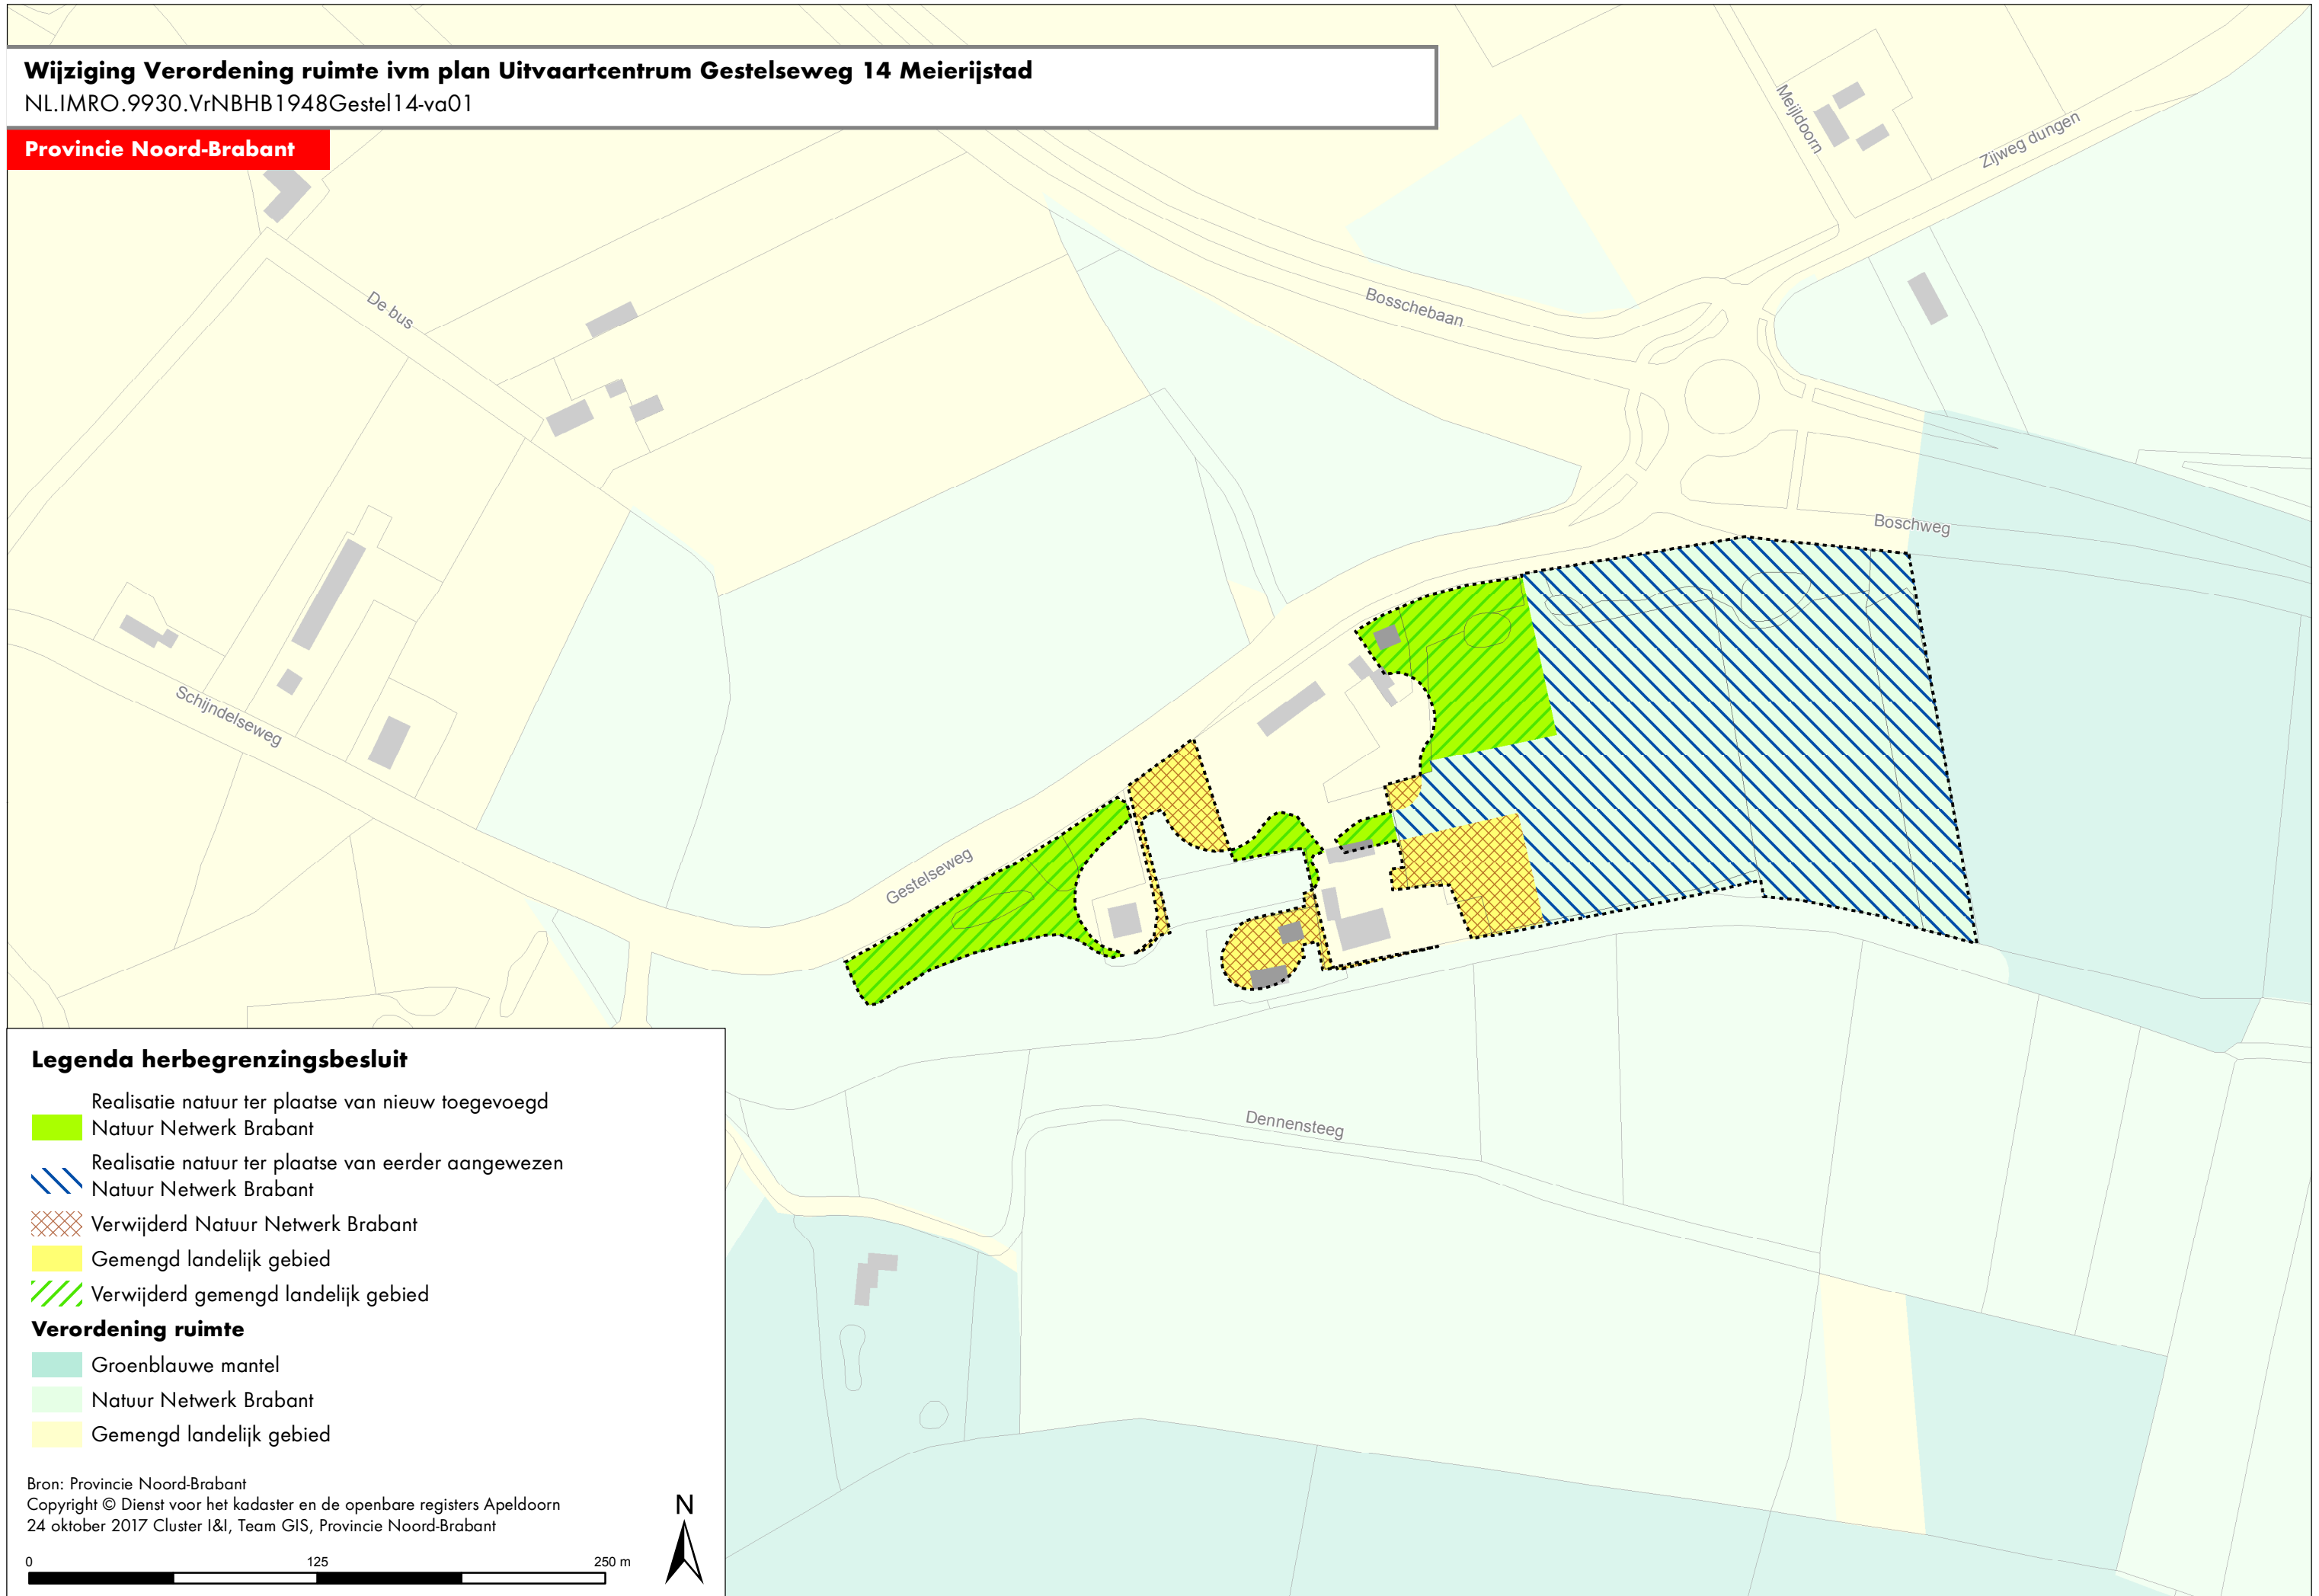 Wijziging Verordening ruimte ivm plan Uitvaartcentrum Gestelseweg 14 Meierijstad
NL.IMRO.9930.VrNBHB1948Gestel14-va01
Provincie Noord-Brabant
Meijldoorn
Zijweg dungen
De bus
Bosschebaan
Boschweg
Schijndelseweg
Gestelseweg
Dennensteeg
Legenda herbegrenzingsbesluit
Realisatie natuur ter plaatse van nieuw toegevoegd
Natuur Netwerk Brabant
Realisatie natuur ter plaatse van eerder aangewezen
Natuur Netwerk Brabant
Verwijderd Natuur Netwerk Brabant
Gemengd landelijk gebied
Verwijderd gemengd landelijk gebied
Verordening ruimte
Groenblauwe mantel
Natuur Netwerk Brabant
Gemengd landelijk gebied
Bron: Provincie Noord-Brabant
Copyright © Dienst voor het kadaster en de openbare registers Apeldoorn
24 oktober 2017 Cluster I&I, Team GIS, Provincie Noord-Brabant
N
0 125 250 m